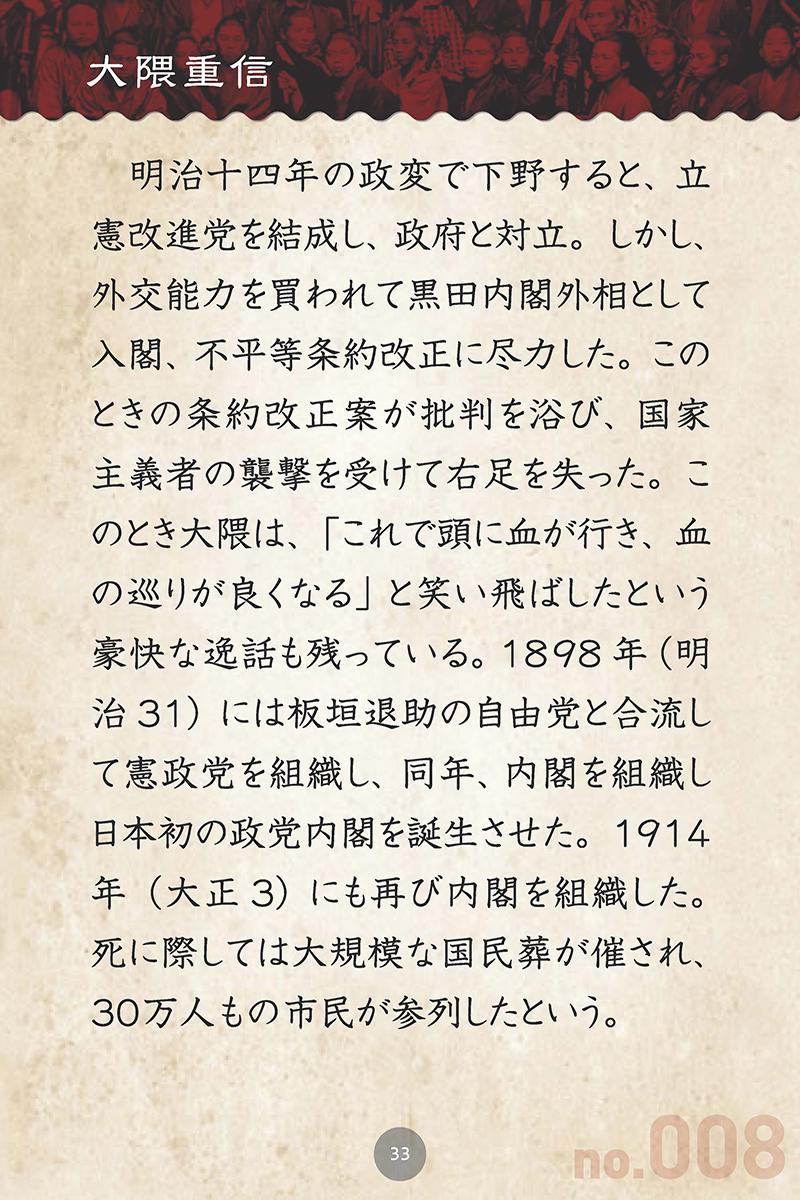 大隈重信
明治十四年の政変で下野すると、立
憲改進党を結成し、政府と対立。しかし、
外交能力を買われて黒田内閣外相として
入閣、不平等条約改正に尽力した。この
ときの条約改正案が批判を浴び、国家
主義者の襲撃を受けて右足を失った。こ
のとき大隈は、「これで頭に血が行き、血
の巡りが良くなる」と笑い飛ばしたという
豪快な逸話も残っている。1898年(明
治31)には板垣退助の自由党と合流し
て憲政党を組織し、同年、内閣を組織し
日本初の政党内閣を誕生させた。1914
年(大正3)にも再び内閣を組織した。
死に際しては大規模な国民葬が催され、
30万人もの市民が参列したという。
33
no.008